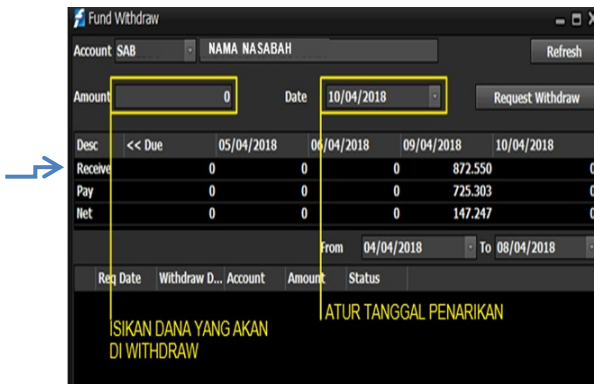 Fund Withdraw
Account SAB NAMA NASABAH Refresh
Amount 0 Date 10/04/2018 Request Withdraw
Desc << Due 05/04/2018 06/04/2018 09/04/2018 10/04/2018
Receive 0 0 0 872.550 0
Pay 0 0 0 725.303 0
Net 0 0 0 147.247 0
From 04/04/2018 To 08/04/2018
Req Date Withdraw D... Account Amount Status
ISIKAN DANA YANG AKAN DI WITHDRAW
ATUR TANGGAL PENARIKAN